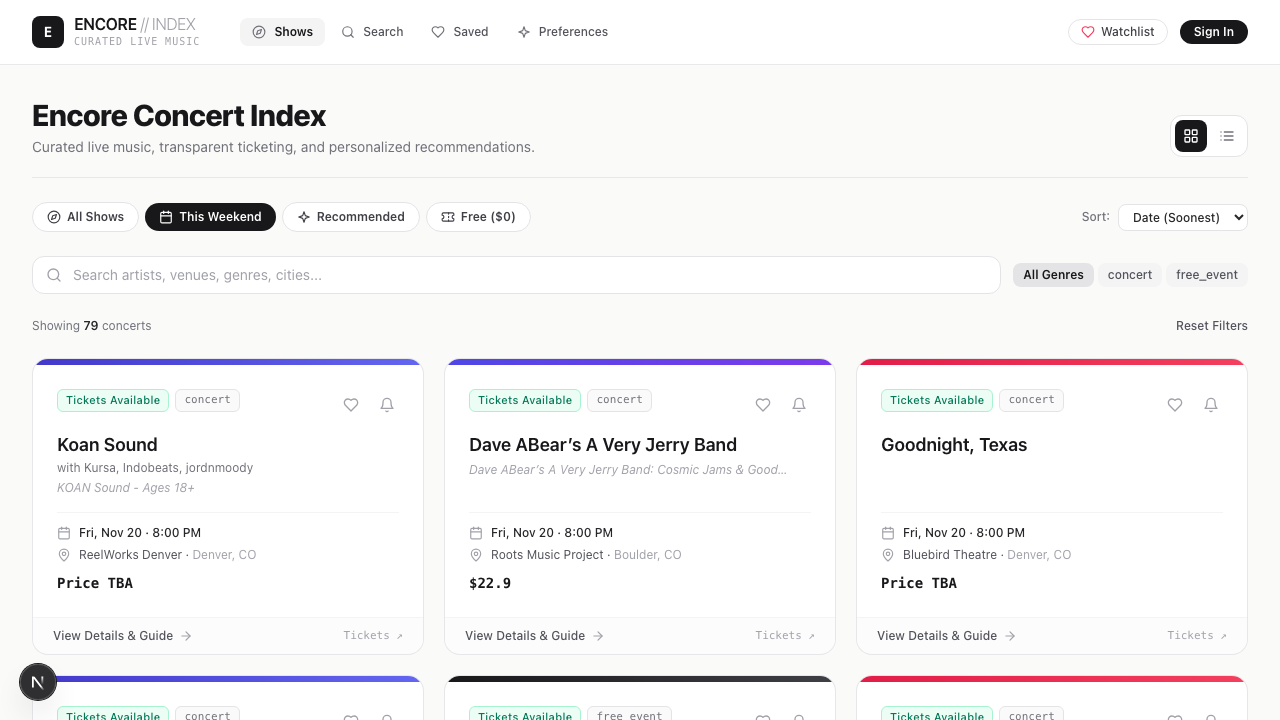 E
ENCORE // INDEX
CURATED LIVE MUSIC
Shows
Search
Saved
Preferences
Watchlist
Sign In
Encore Concert Index
Curated live music, transparent ticketing, and personalized recommendations.
All Shows
This Weekend
Recommended
Free ($0)
Sort:
Date (Soonest)
Search artists, venues, genres, cities...
All Genres
concert
free_event
Showing 79 concerts
Reset Filters
Tickets Available
concert
Koan Sound
with Kursa, Indobeats, jordnmoody
KOAN Sound - Ages 18+
Fri, Nov 20 · 8:00 PM
ReelWorks Denver · Denver, CO
Price TBA
View Details & Guide →
Tickets ↗
Tickets Available
concert
Dave ABear’s A Very Jerry Band
Dave ABear’s A Very Jerry Band: Cosmic Jams & Good...
Fri, Nov 20 · 8:00 PM
Roots Music Project · Boulder, CO
$22.9
View Details & Guide →
Tickets ↗
Tickets Available
concert
Goodnight, Texas
Fri, Nov 20 · 8:00 PM
Bluebird Theatre · Denver, CO
Price TBA
View Details & Guide →
Tickets ↗
N
Tickets Available
concert
Tickets Available
free_event
Tickets Available
concert